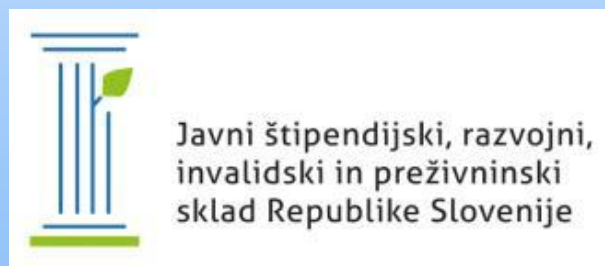 Javni štipendijski, razvojni,
invalidski in preživninski
sklad Republike Slovenije